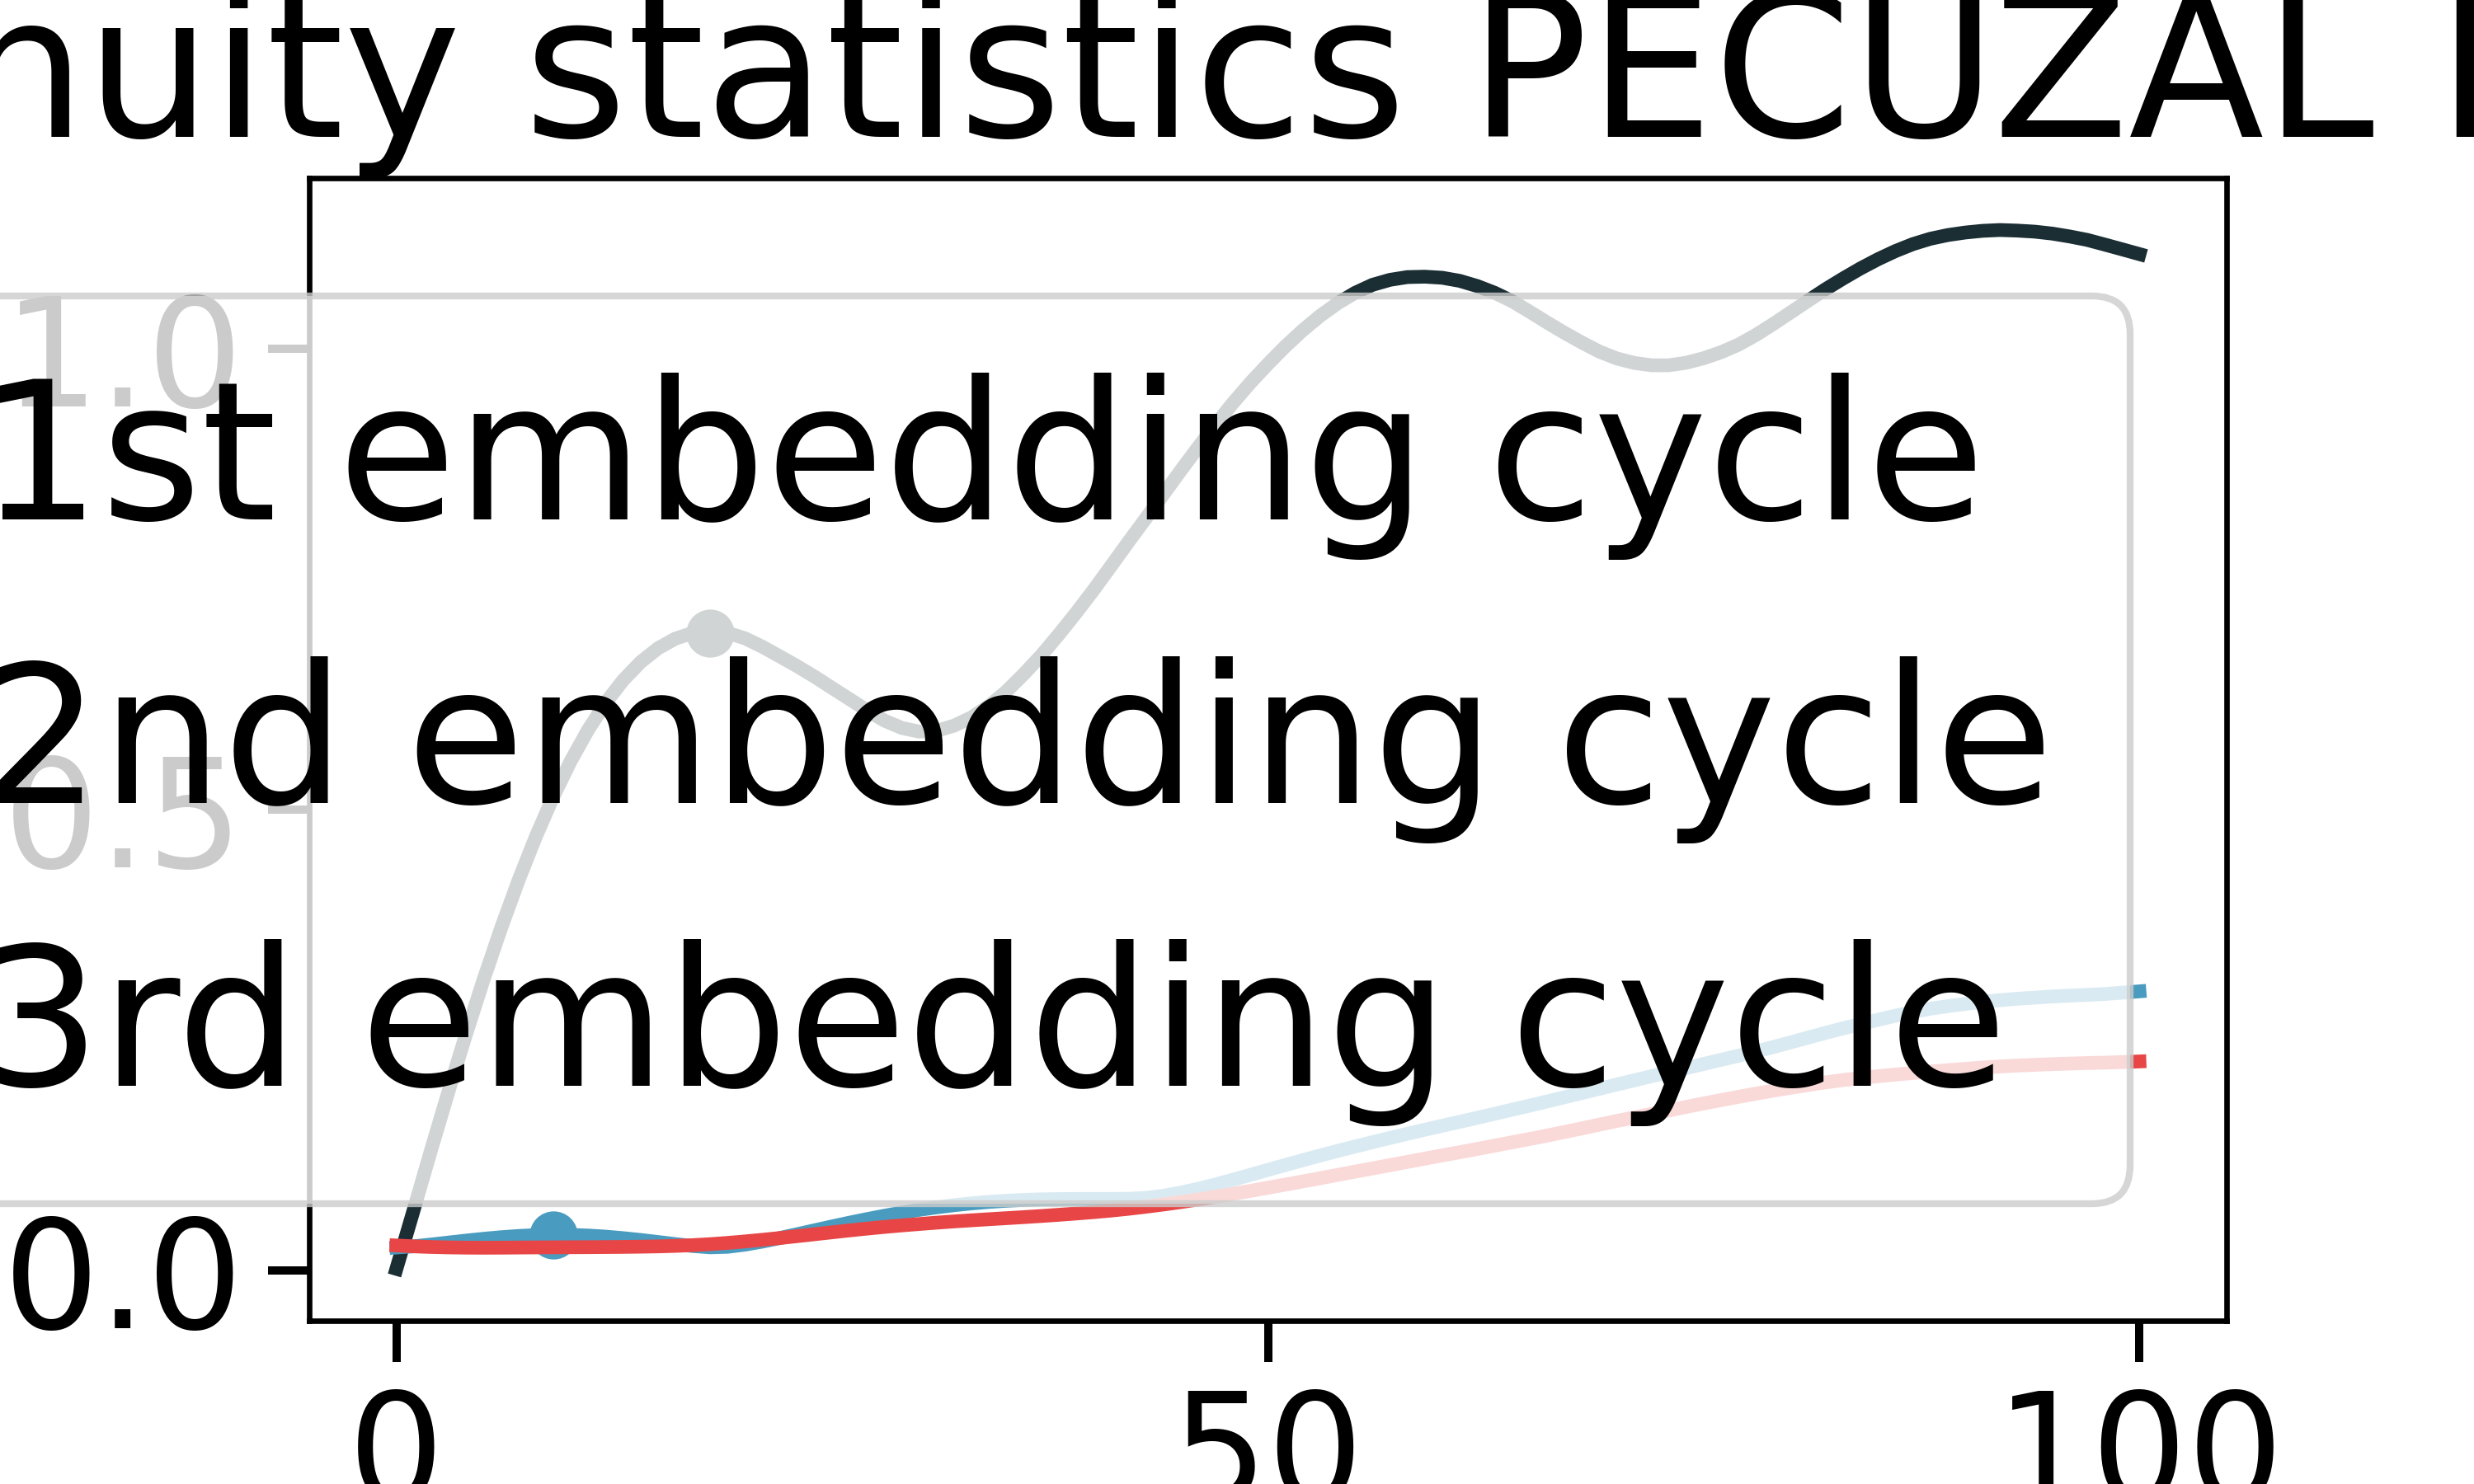 nuity statistics PECUZAL
1.0
1st embedding cycle
2nd embedding cycle
0.5
3rd embedding cycle
0.0
0 50 100